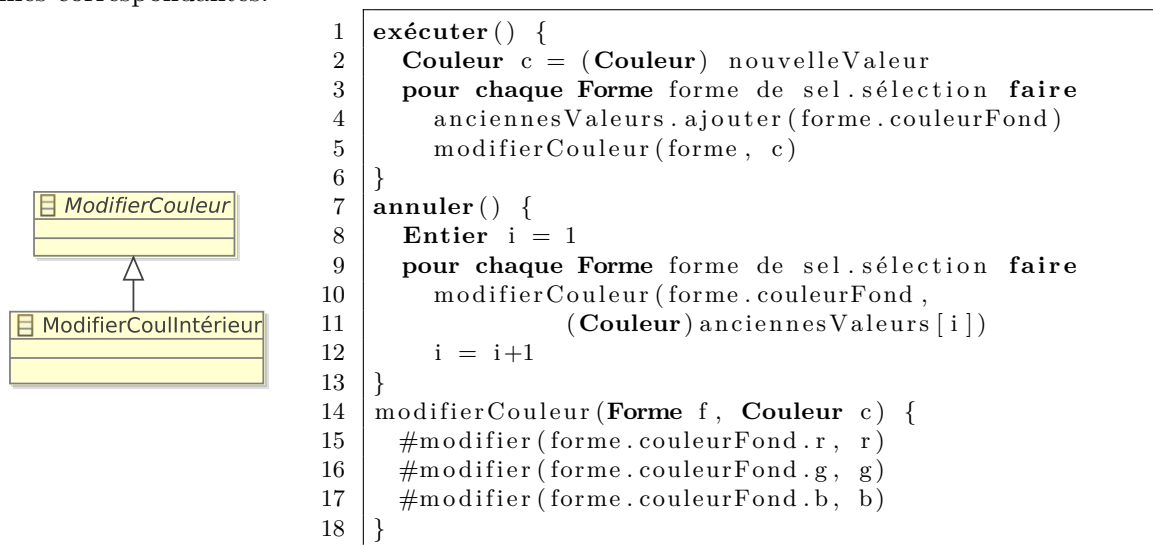 mes correspondantes.
ModifierCouleur
ModifierCoulIntérieur
1 exécuter() {
2 Couleur c = (Couleur) nouvelleValeur
3 pour chaque Forme forme de sel.sélection faire
4 anciennesValeurs.ajouter(forme.couleurFond)
5 modifierCouleur(forme, c)
6 }
7 annuler() {
8 Entier i = 1
9 pour chaque Forme forme de sel.sélection faire
10 modifierCouleur(forme.couleurFond,
11 (Couleur)anciennesValeurs[i])
12 i = i+1
13 }
14 modifierCouleur(Forme f, Couleur c) {
15 #modifier(forme.couleurFond.r, r)
16 #modifier(forme.couleurFond.g, g)
17 #modifier(forme.couleurFond.b, b)
18 }